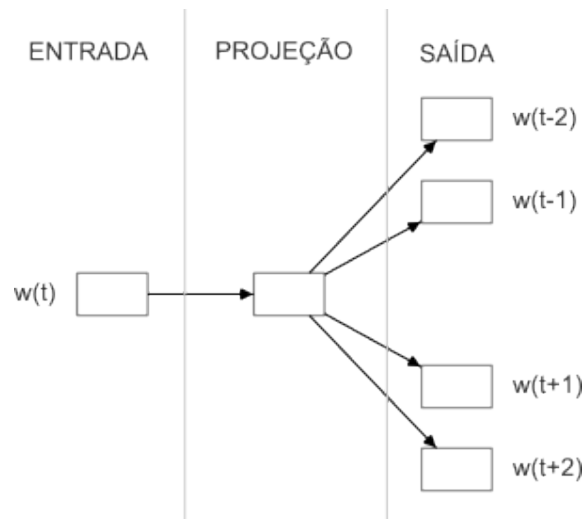 ENTRADA PROJEÇÃO SAÍDA
w(t-2)
w(t-1)
w(t)
w(t+1)
w(t+2)